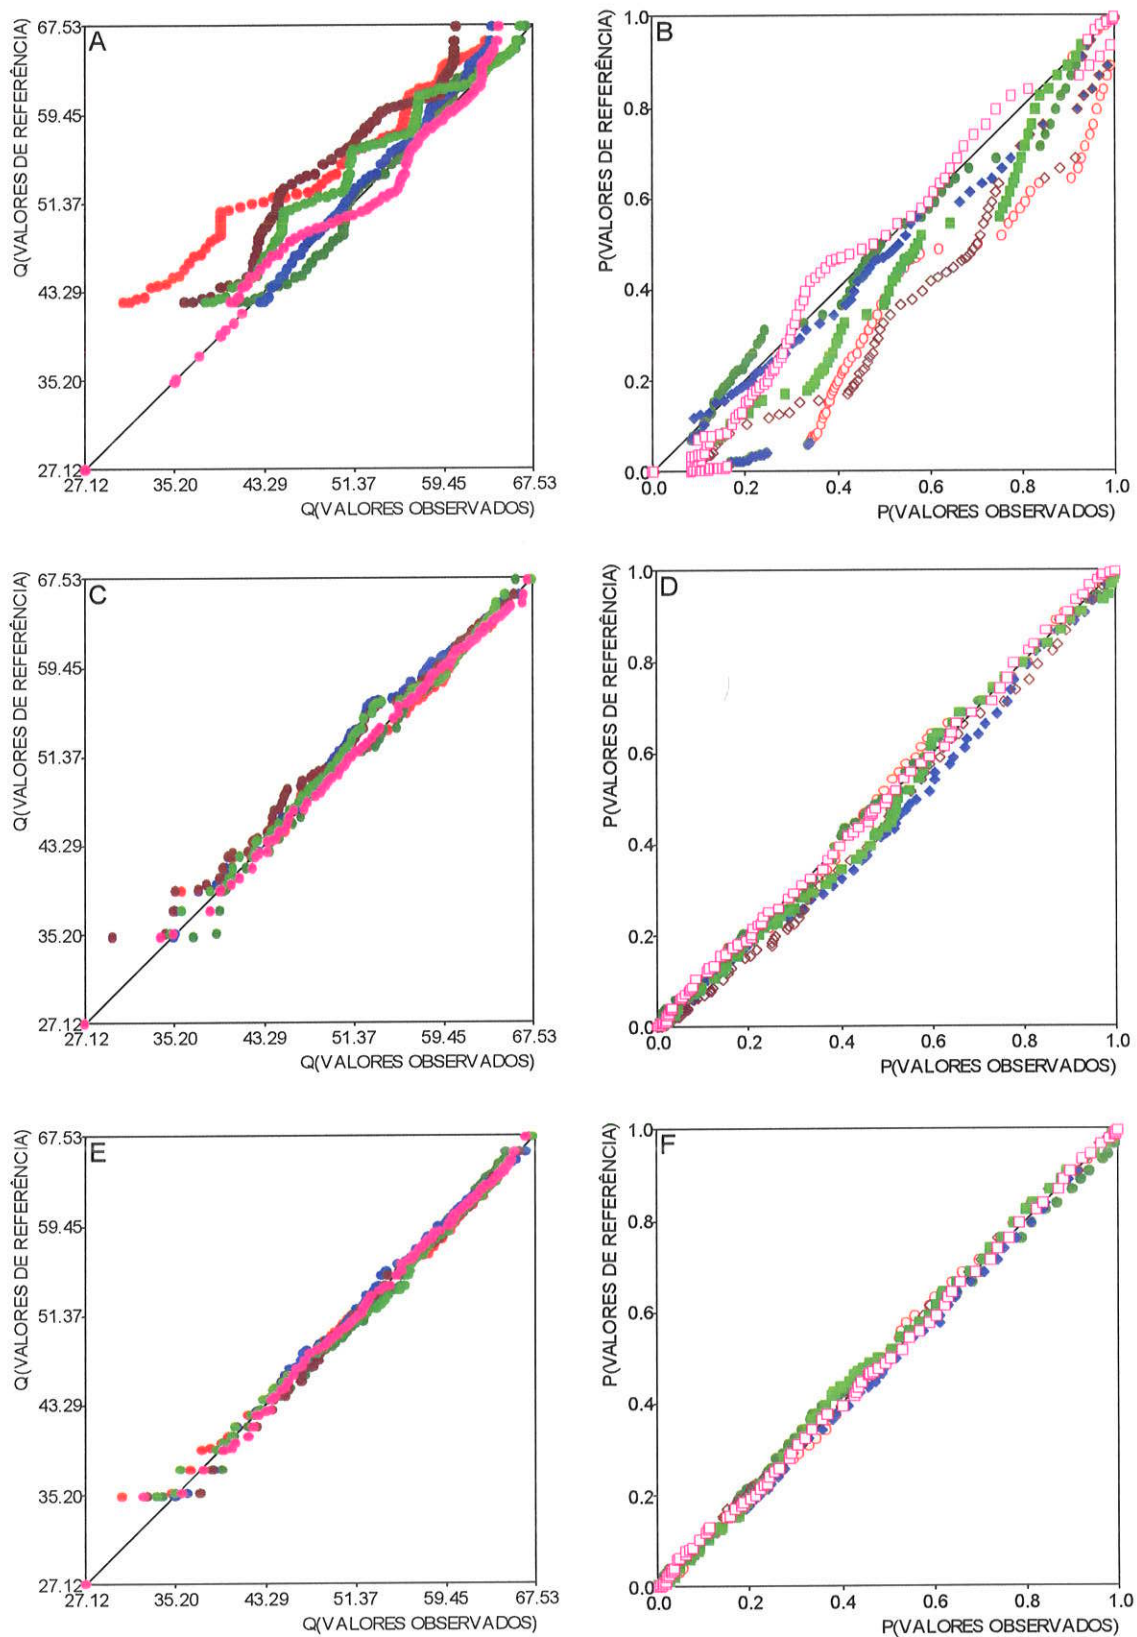 A
Q(VALORES DE REFERÊNCIA)
67.53
59.45
51.37
43.29
35.20
27.12
27.12 35.20 43.29 51.37 59.45 67.53
Q(VALORES OBSERVADOS)
B
P(VALORES DE REFERÊNCIA)
1.0
0.8
0.6
0.4
0.2
0.0
0.0 0.2 0.4 0.6 0.8 1.0
P(VALORES OBSERVADOS)
C
Q(VALORES DE REFERÊNCIA)
67.53
59.45
51.37
43.29
35.20
27.12
27.12 35.20 43.29 51.37 59.45 67.53
Q(VALORES OBSERVADOS)
D
P(VALORES DE REFERÊNCIA)
1.0
0.8
0.6
0.4
0.2
0.0
0.0 0.2 0.4 0.6 0.8 1.0
P(VALORES OBSERVADOS)
E
Q(VALORES DE REFERÊNCIA)
67.53
59.45
51.37
43.29
35.20
27.12
27.12 35.20 43.29 51.37 59.45 67.53
Q(VALORES OBSERVADOS)
F
P(VALORES DE REFERÊNCIA)
1.0
0.8
0.6
0.4
0.2
0.0
0.0 0.2 0.4 0.6 0.8 1.0
P(VALORES OBSERVADOS)